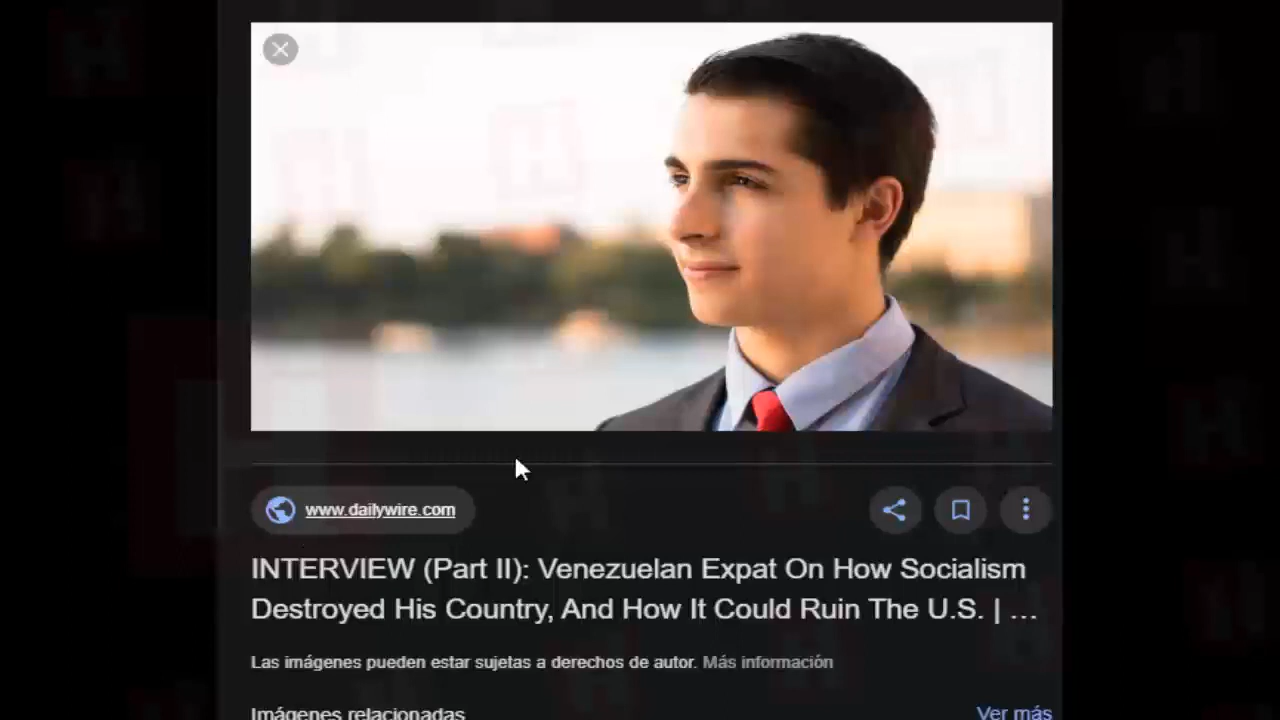 www.dailywire.com
INTERVIEW (Part II): Venezuelan Expat On How Socialism
Destroyed His Country, And How It Could Ruin The U.S. | ...
Las imágenes pueden estar sujetas a derechos de autor. Más información
Imágenes relacionadas
Ver más